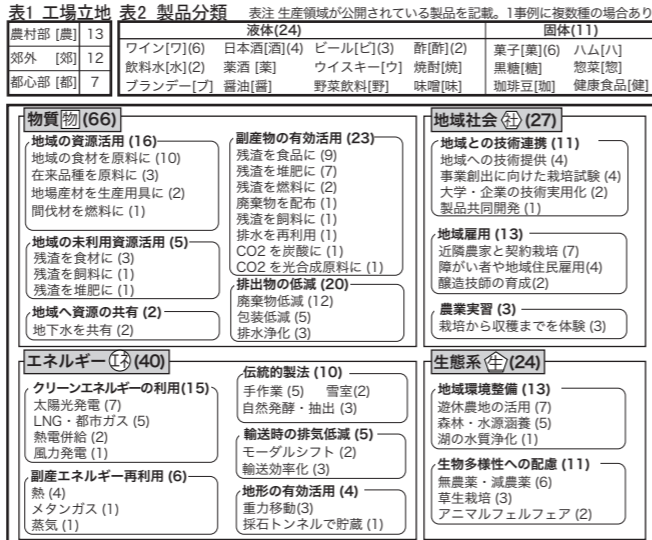 表1 工場立地
農村部 [農] 13
郊外 [郊] 12
都心部 [都] 7
表2 製品分類 表注 生産領域が公開されている製品を記載。1事例に複数種の場合あり
液体(24) 固体(11)
ワイン[ワ](6) 日本酒[酒](4) ビール[ビ](3) 酢[酢](2) 菓子[菓](6) ハム[ハ]
飲料水[水](2) 薬酒 [薬] ウイスキー[ウ] 焼酎[焼] 黒糖[糖] 惣菜[惣]
ブランデー[ブ] 醤油[醤] 野菜飲料[野] 味噌[味] 珈琲豆[珈] 健康食品[健]
物質 物 (66)
地域の資源活用 (16)
地域の食材を原料に (10)
在来品種を原料に (3)
地場産材を生産用具に (2)
間伐材を燃料に (1)
地域の未利用資源活用 (5)
残渣を食材に (3)
残渣を飼料に (1)
残渣を堆肥に (1)
地域へ資源の共有 (2)
地下水を共有 (2)
副産物の有効活用 (23)
残渣を食品に (9)
残渣を堆肥に (7)
残渣を燃料に (2)
廃棄物を配布 (1)
残渣を飼料に (1)
排水を再利用 (1)
CO2 を炭酸に (1)
CO2 を光合成原料に (1)
排出物の低減 (20)
廃棄物低減 (12)
包装低減 (5)
排水浄化 (3)
地域社会 社 (27)
地域との技術連携 (11)
地域への技術提供 (4)
事業創出に向けた栽培試験 (4)
大学・企業の技術実用化 (2)
製品共同開発 (1)
地域雇用 (13)
近隣農家と契約栽培 (7)
障がい者や地域住民雇用(4)
醸造技師の育成(2)
農業実習 (3)
栽培から収穫までを体験 (3)
エネルギー エネ (40)
クリーンエネルギーの利用(15)
太陽光発電 (7)
LNG・都市ガス (5)
熱電併給 (2)
風力発電 (1)
副産エネルギー再利用 (6)
熱 (4)
メタンガス (1)
蒸気 (1)
伝統的製法 (10)
手作業 (5) 雪室(2)
自然発酵・抽出 (3)
輸送時の排気低減 (5)
モーダルシフト (2)
輸送効率化 (3)
地形の有効活用 (4)
重力移動(3)
採石トンネルで貯蔵 (1)
生態系 生 (24)
地域環境整備 (13)
遊休農地の活用 (7)
森林・水源涵養 (5)
湖の水質浄化 (1)
生物多様性への配慮 (11)
無農薬・減農薬 (6)
草生栽培 (3)
アニマルフェルフェア (2)